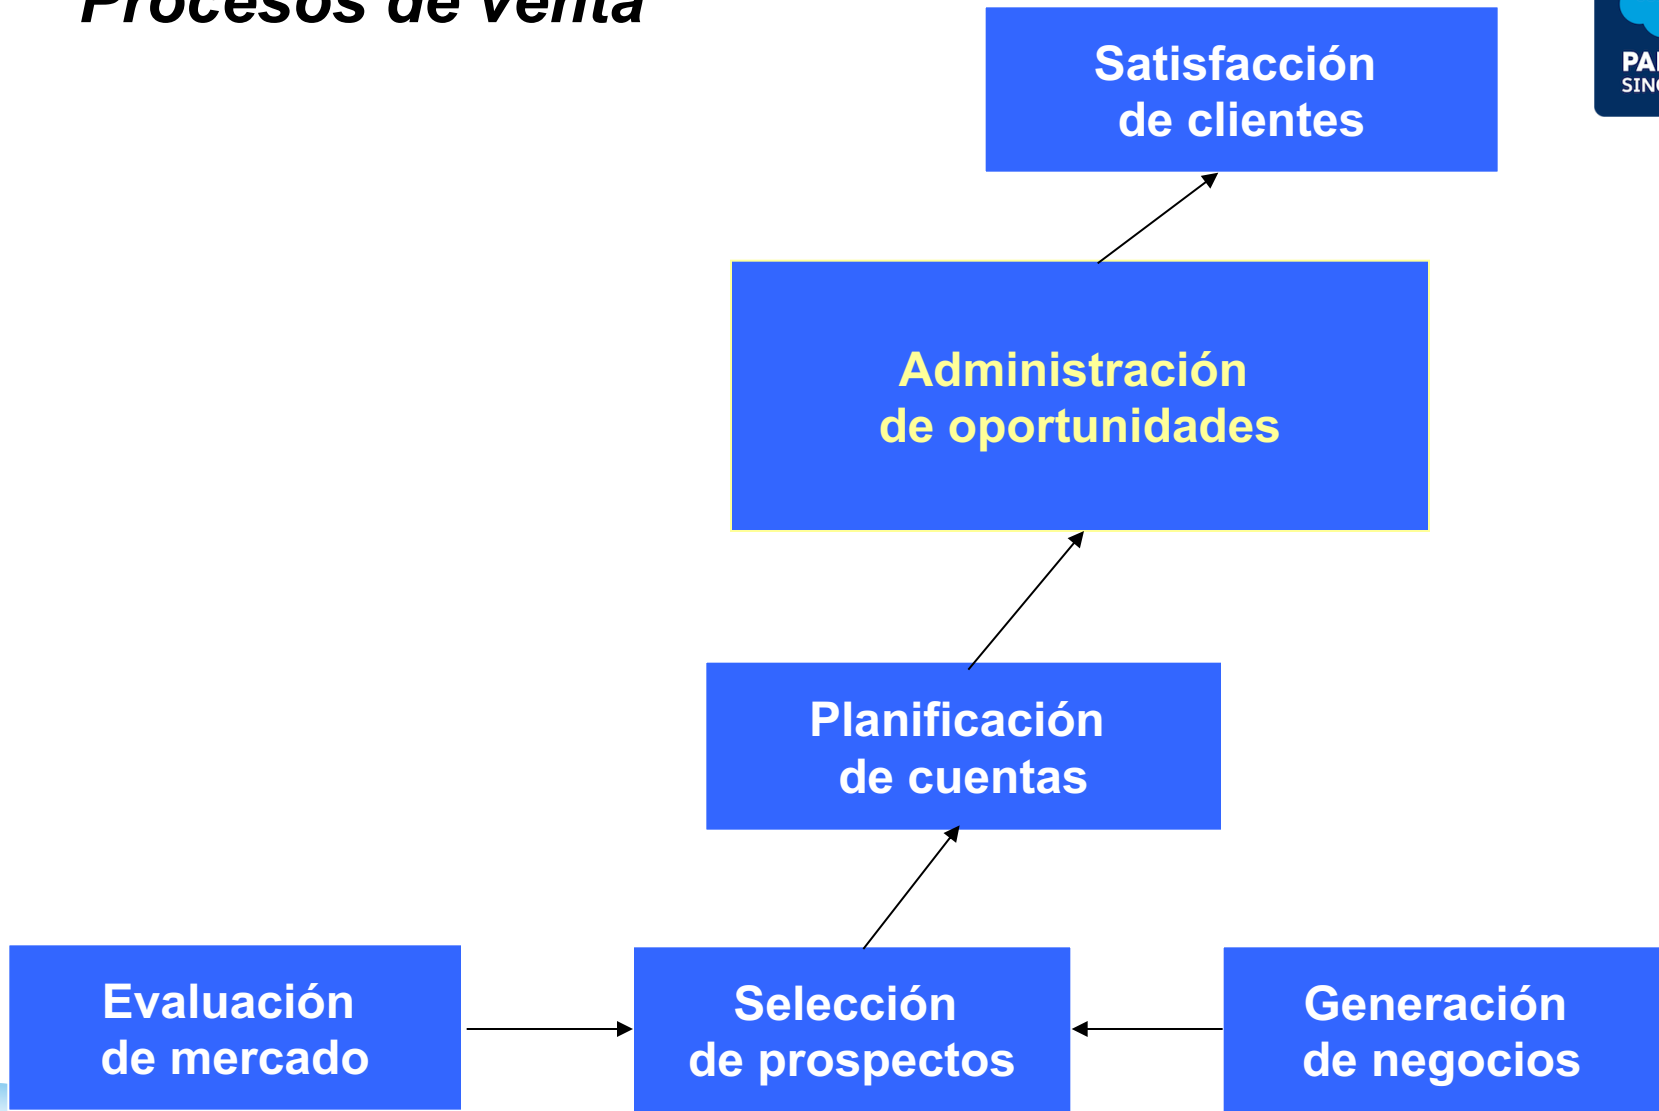 Procesos de venta
Satisfacción
de clientes
Administración
de oportunidades
Planificación
de cuentas
Evaluación
de mercado
Selección
de prospectos
Generación
de negocios